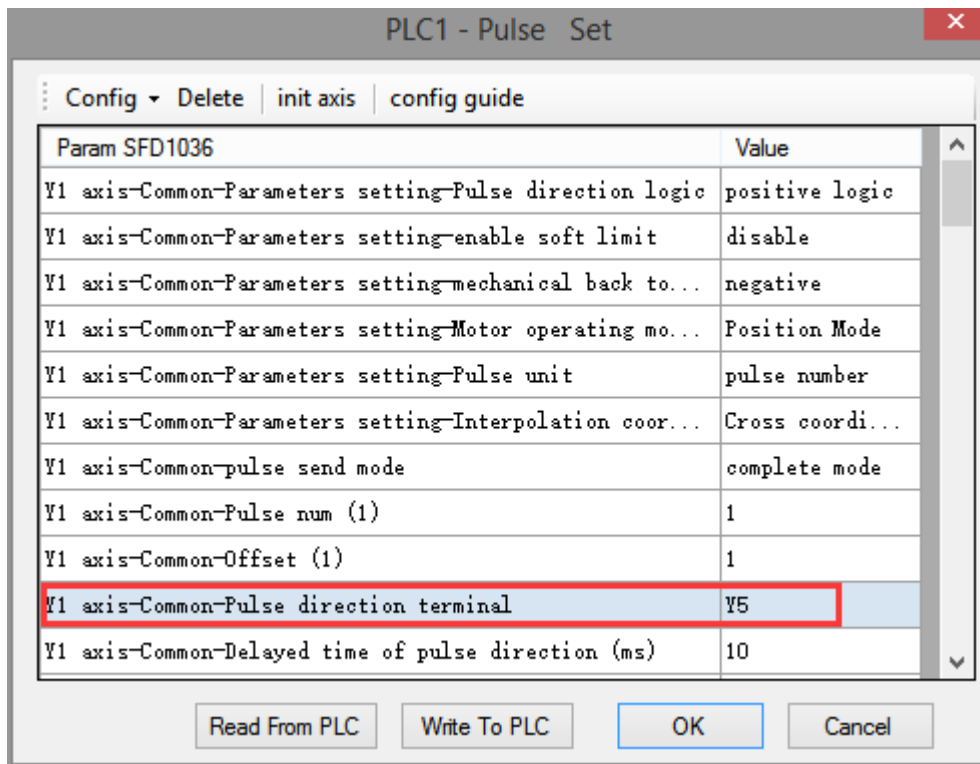 PLC1 - Pulse Set
Config Delete init axis config guide
Param SFD1036 Value
Y1 axis-Common-Parameters setting-Pulse direction logic positive logic
Y1 axis-Common-Parameters setting-enable soft limit disable
Y1 axis-Common-Parameters setting-mechanical back to... negative
Y1 axis-Common-Parameters setting-Motor operating mo... Position Mode
Y1 axis-Common-Parameters setting-Pulse unit pulse number
Y1 axis-Common-Parameters setting-Interpolation coor... Cross coordi...
Y1 axis-Common-pulse send mode complete mode
Y1 axis-Common-Pulse num (1) 1
Y1 axis-Common-Offset (1) 1
Y1 axis-Common-Pulse direction terminal Y5
Y1 axis-Common-Delayed time of pulse direction (ms) 10
Read From PLC Write To PLC OK Cancel